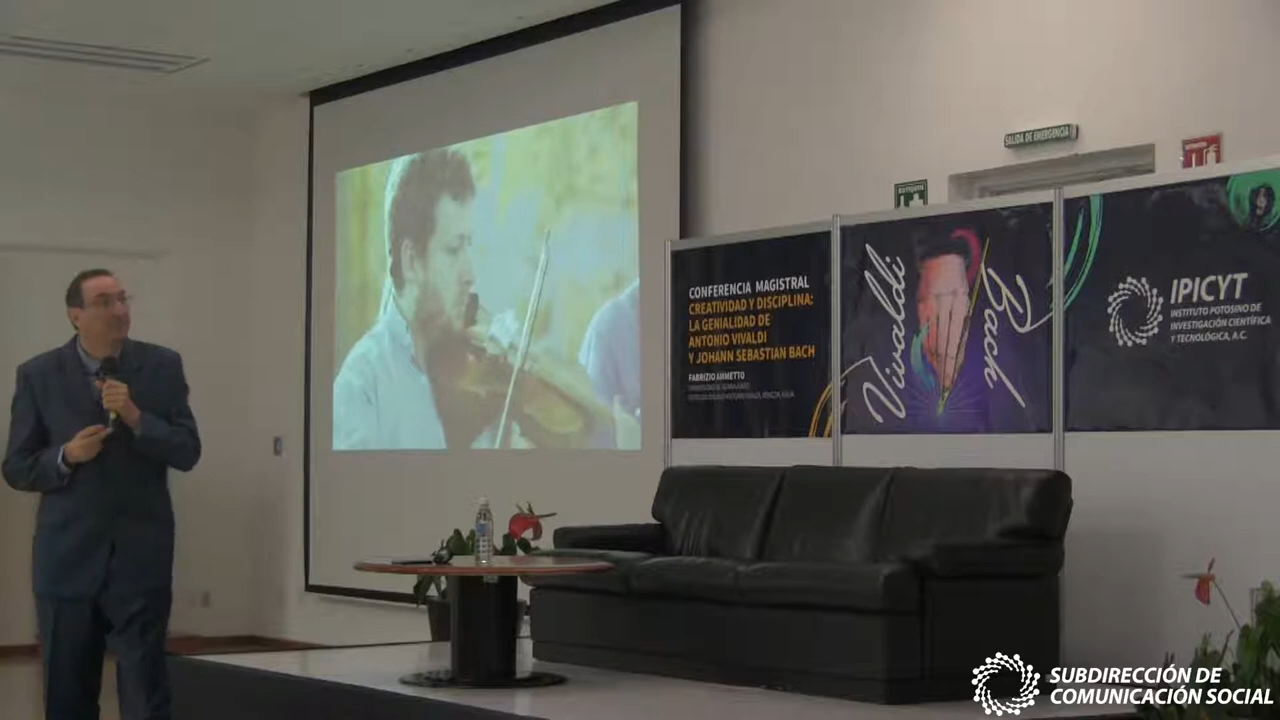 SALIDA DE EMERGENCIA
CONFERENCIA MAGISTRAL
CREATIVIDAD Y DISCIPLINA:
LA GENIALIDAD DE
ANTONIO VIVALDI
Y JOHANN SEBASTIAN BACH
FABRIZIO AMMETTO
Vivaldi
Bach
IPICYT
INSTITUTO POTOSINO DE
INVESTIGACIÓN CIENTÍFICA
Y TECNOLÓGICA, A.C.
SUBDIRECCIÓN DE
COMUNICACIÓN SOCIAL